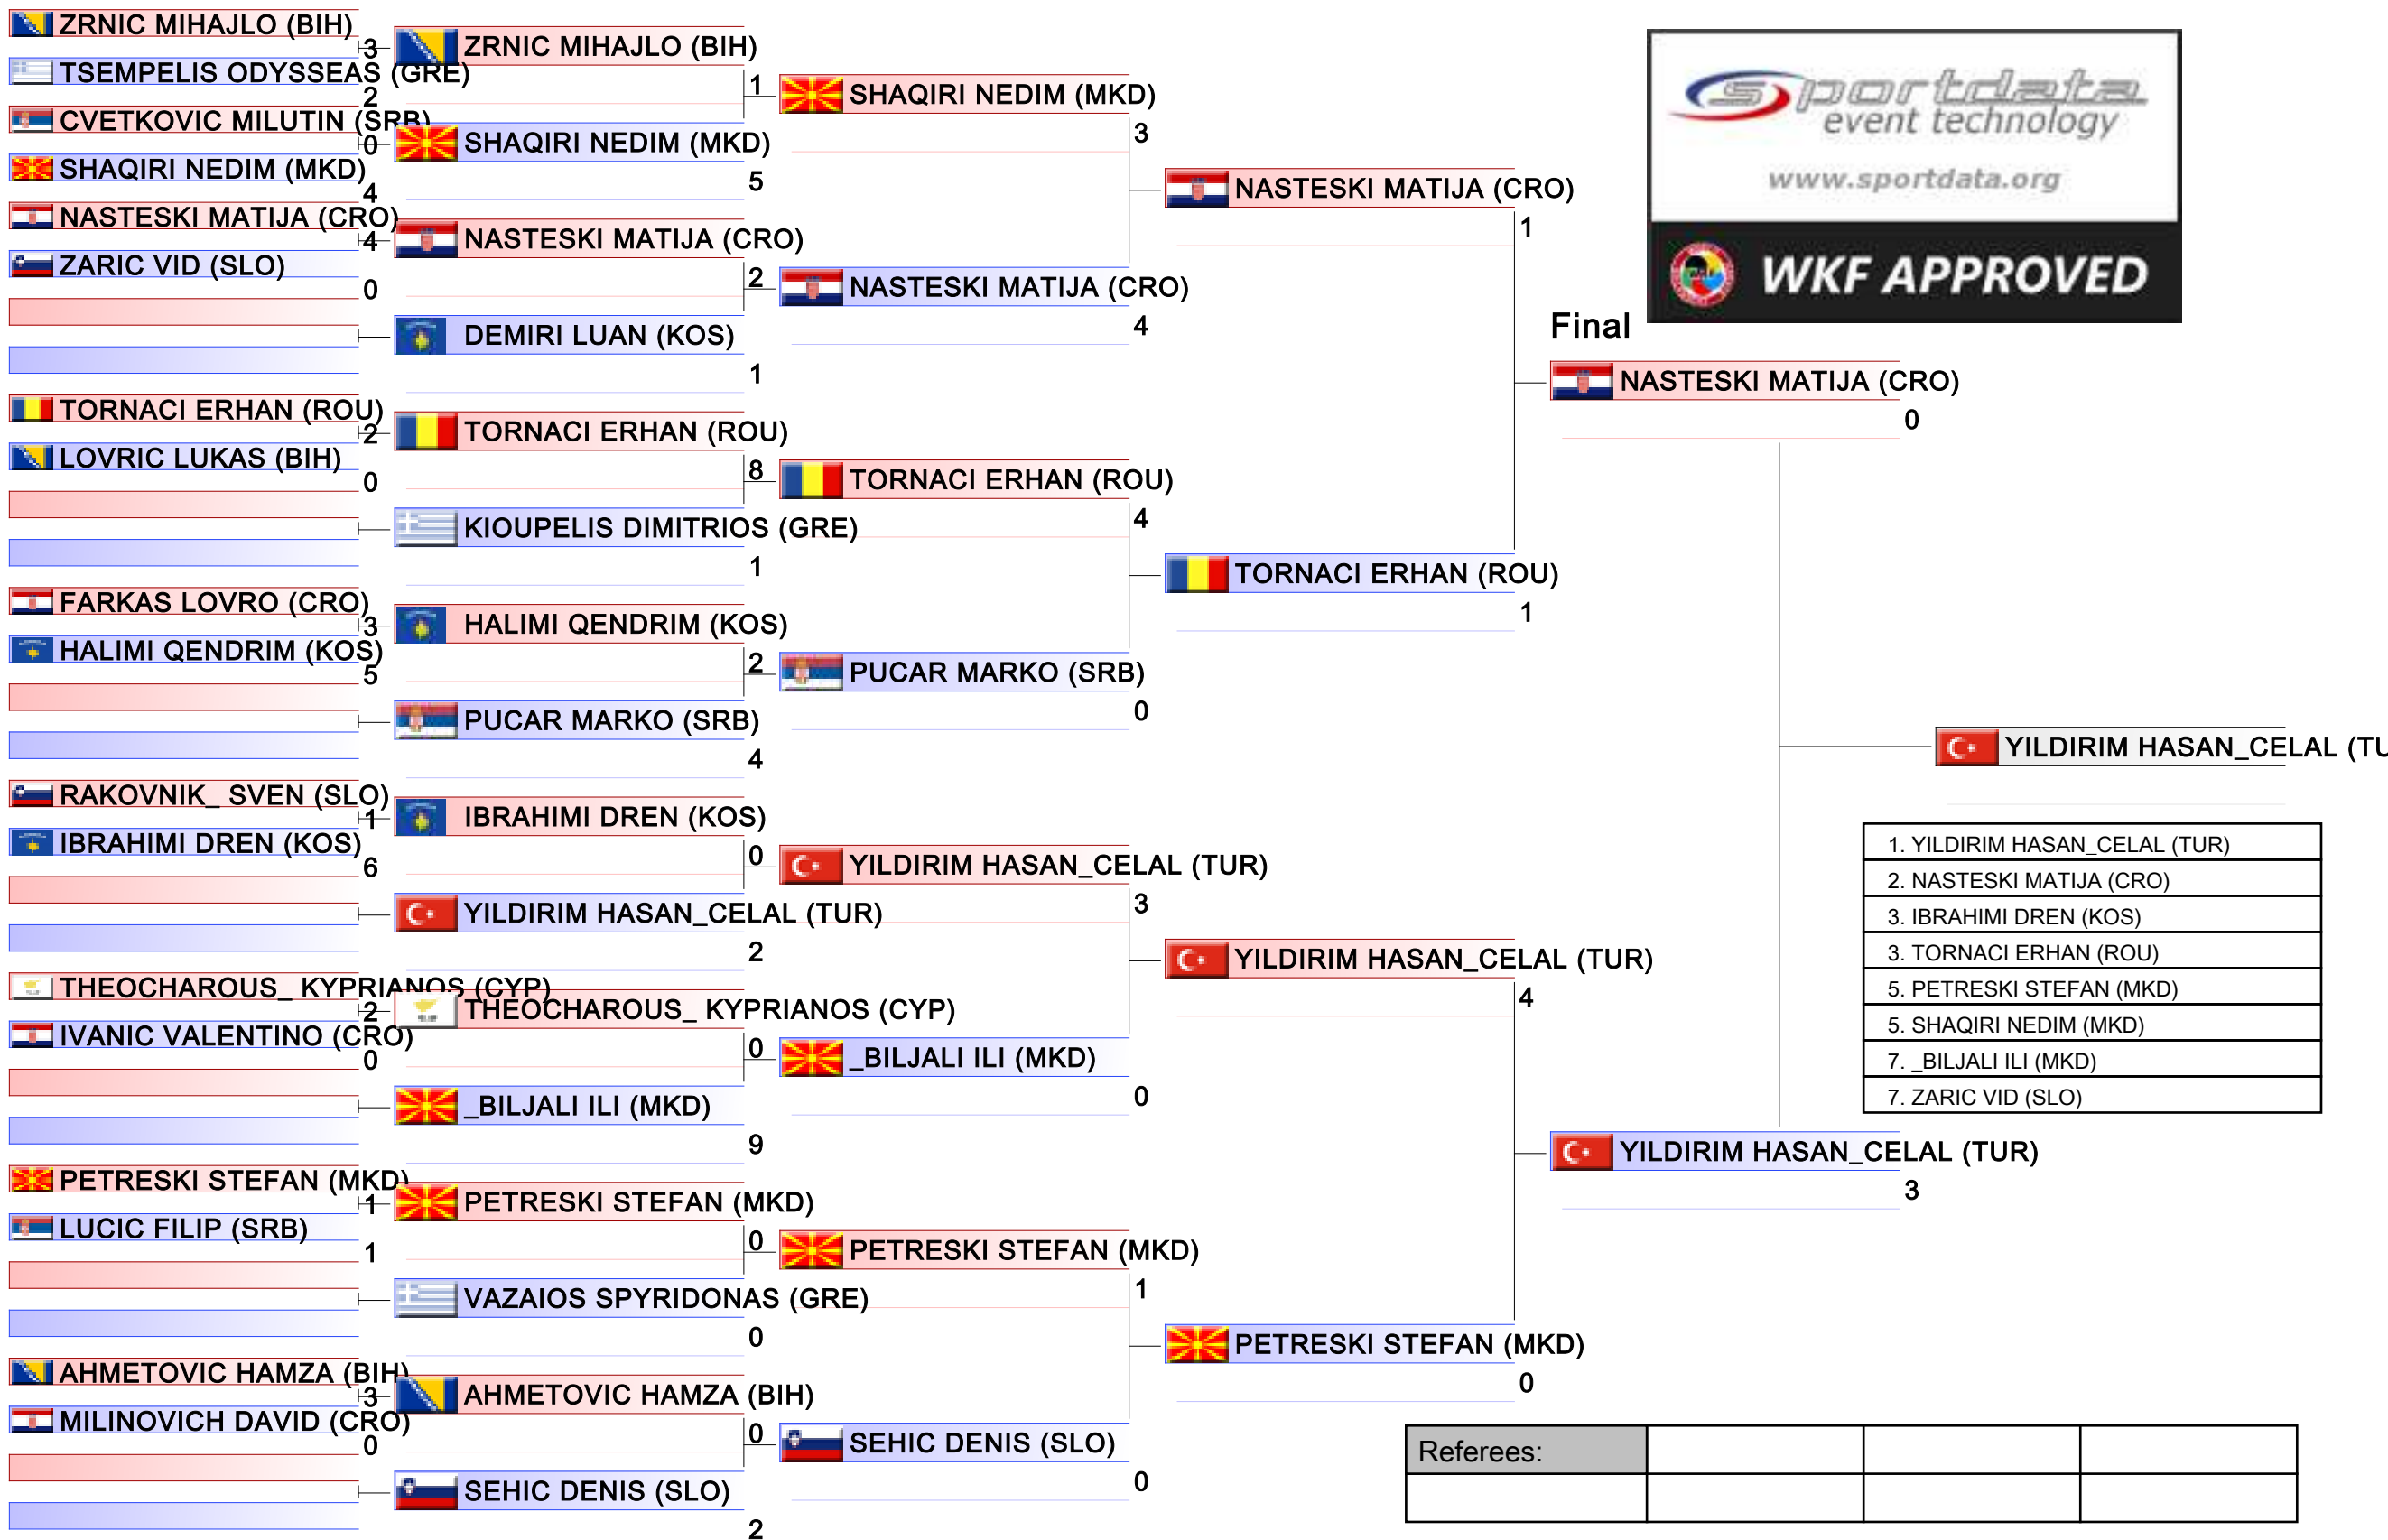 ZRNIC MIHAJLO (BIH)
3
TSEMPELIS ODYSSEAS (GRE)
2
CVETKOVIC MILUTIN (SRB)
0
SHAQIRI NEDIM (MKD)
4
NASTESKI MATIJA (CRO)
4
ZARIC VID (SLO)
0
TORNACI ERHAN (ROU)
2
LOVRIC LUKAS (BIH)
0
FARKAS LOVRO (CRO)
3
HALIMI QENDRIM (KOS)
5
RAKOVNIK_ SVEN (SLO)
1
IBRAHIMI DREN (KOS)
6
THEOCHAROUS_ KYPRIANOS (CYP)
2
IVANIC VALENTINO (CRO)
0
PETRESKI STEFAN (MKD)
1
LUCIC FILIP (SRB)
1
AHMETOVIC HAMZA (BIH)
3
MILINOVICH DAVID (CRO)
0
ZRNIC MIHAJLO (BIH)
1
SHAQIRI NEDIM (MKD)
5
NASTESKI MATIJA (CRO)
2
DEMIRI LUAN (KOS)
1
TORNACI ERHAN (ROU)
8
KIOUPELIS DIMITRIOS (GRE)
1
HALIMI QENDRIM (KOS)
2
PUCAR MARKO (SRB)
4
IBRAHIMI DREN (KOS)
0
YILDIRIM HASAN_CELAL (TUR)
2
THEOCHAROUS_ KYPRIANOS (CYP)
0
_BILJALI ILI (MKD)
9
PETRESKI STEFAN (MKD)
0
VAZAIOS SPYRIDONAS (GRE)
0
AHMETOVIC HAMZA (BIH)
0
SEHIC DENIS (SLO)
2
SHAQIRI NEDIM (MKD)
3
NASTESKI MATIJA (CRO)
4
TORNACI ERHAN (ROU)
4
PUCAR MARKO (SRB)
0
YILDIRIM HASAN_CELAL (TUR)
3
_BILJALI ILI (MKD)
0
PETRESKI STEFAN (MKD)
1
SEHIC DENIS (SLO)
0
NASTESKI MATIJA (CRO)
1
TORNACI ERHAN (ROU)
1
YILDIRIM HASAN_CELAL (TUR)
4
PETRESKI STEFAN (MKD)
0
sportdata
event technology
www.sportdata.org
WKF APPROVED
Final
NASTESKI MATIJA (CRO)
0
YILDIRIM HASAN_CELAL (TUR)
3
YILDIRIM HASAN_CELAL (TU
1. YILDIRIM HASAN_CELAL (TUR)
2. NASTESKI MATIJA (CRO)
3. IBRAHIMI DREN (KOS)
3. TORNACI ERHAN (ROU)
5. PETRESKI STEFAN (MKD)
5. SHAQIRI NEDIM (MKD)
7. _BILJALI ILI (MKD)
7. ZARIC VID (SLO)
Referees: